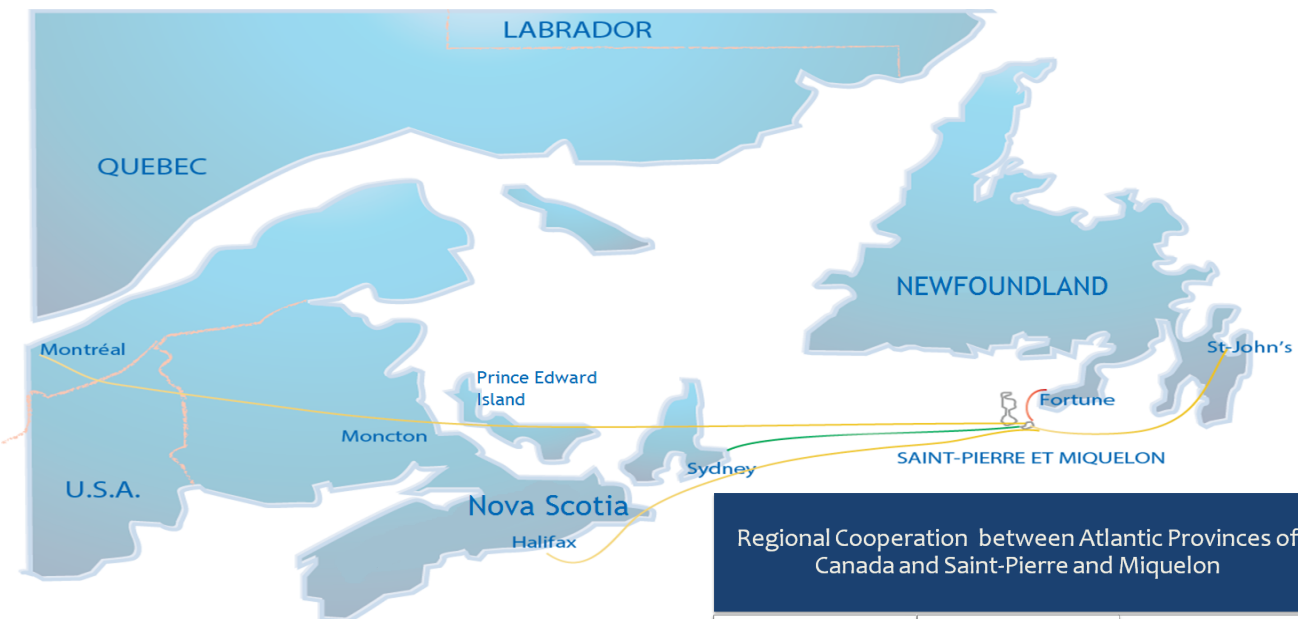 LABRADOR
QUEBEC
NEWFOUNDLAND
Montréal
St-John's
Prince Edward
Island
Fortune
Moncton
SAINT-PIERRE ET MIQUELON
Sydney
U.S.A.
Nova Scotia
Halifax
Regional Cooperation between Atlantic Provinces of
Canada and Saint-Pierre and Miquelon